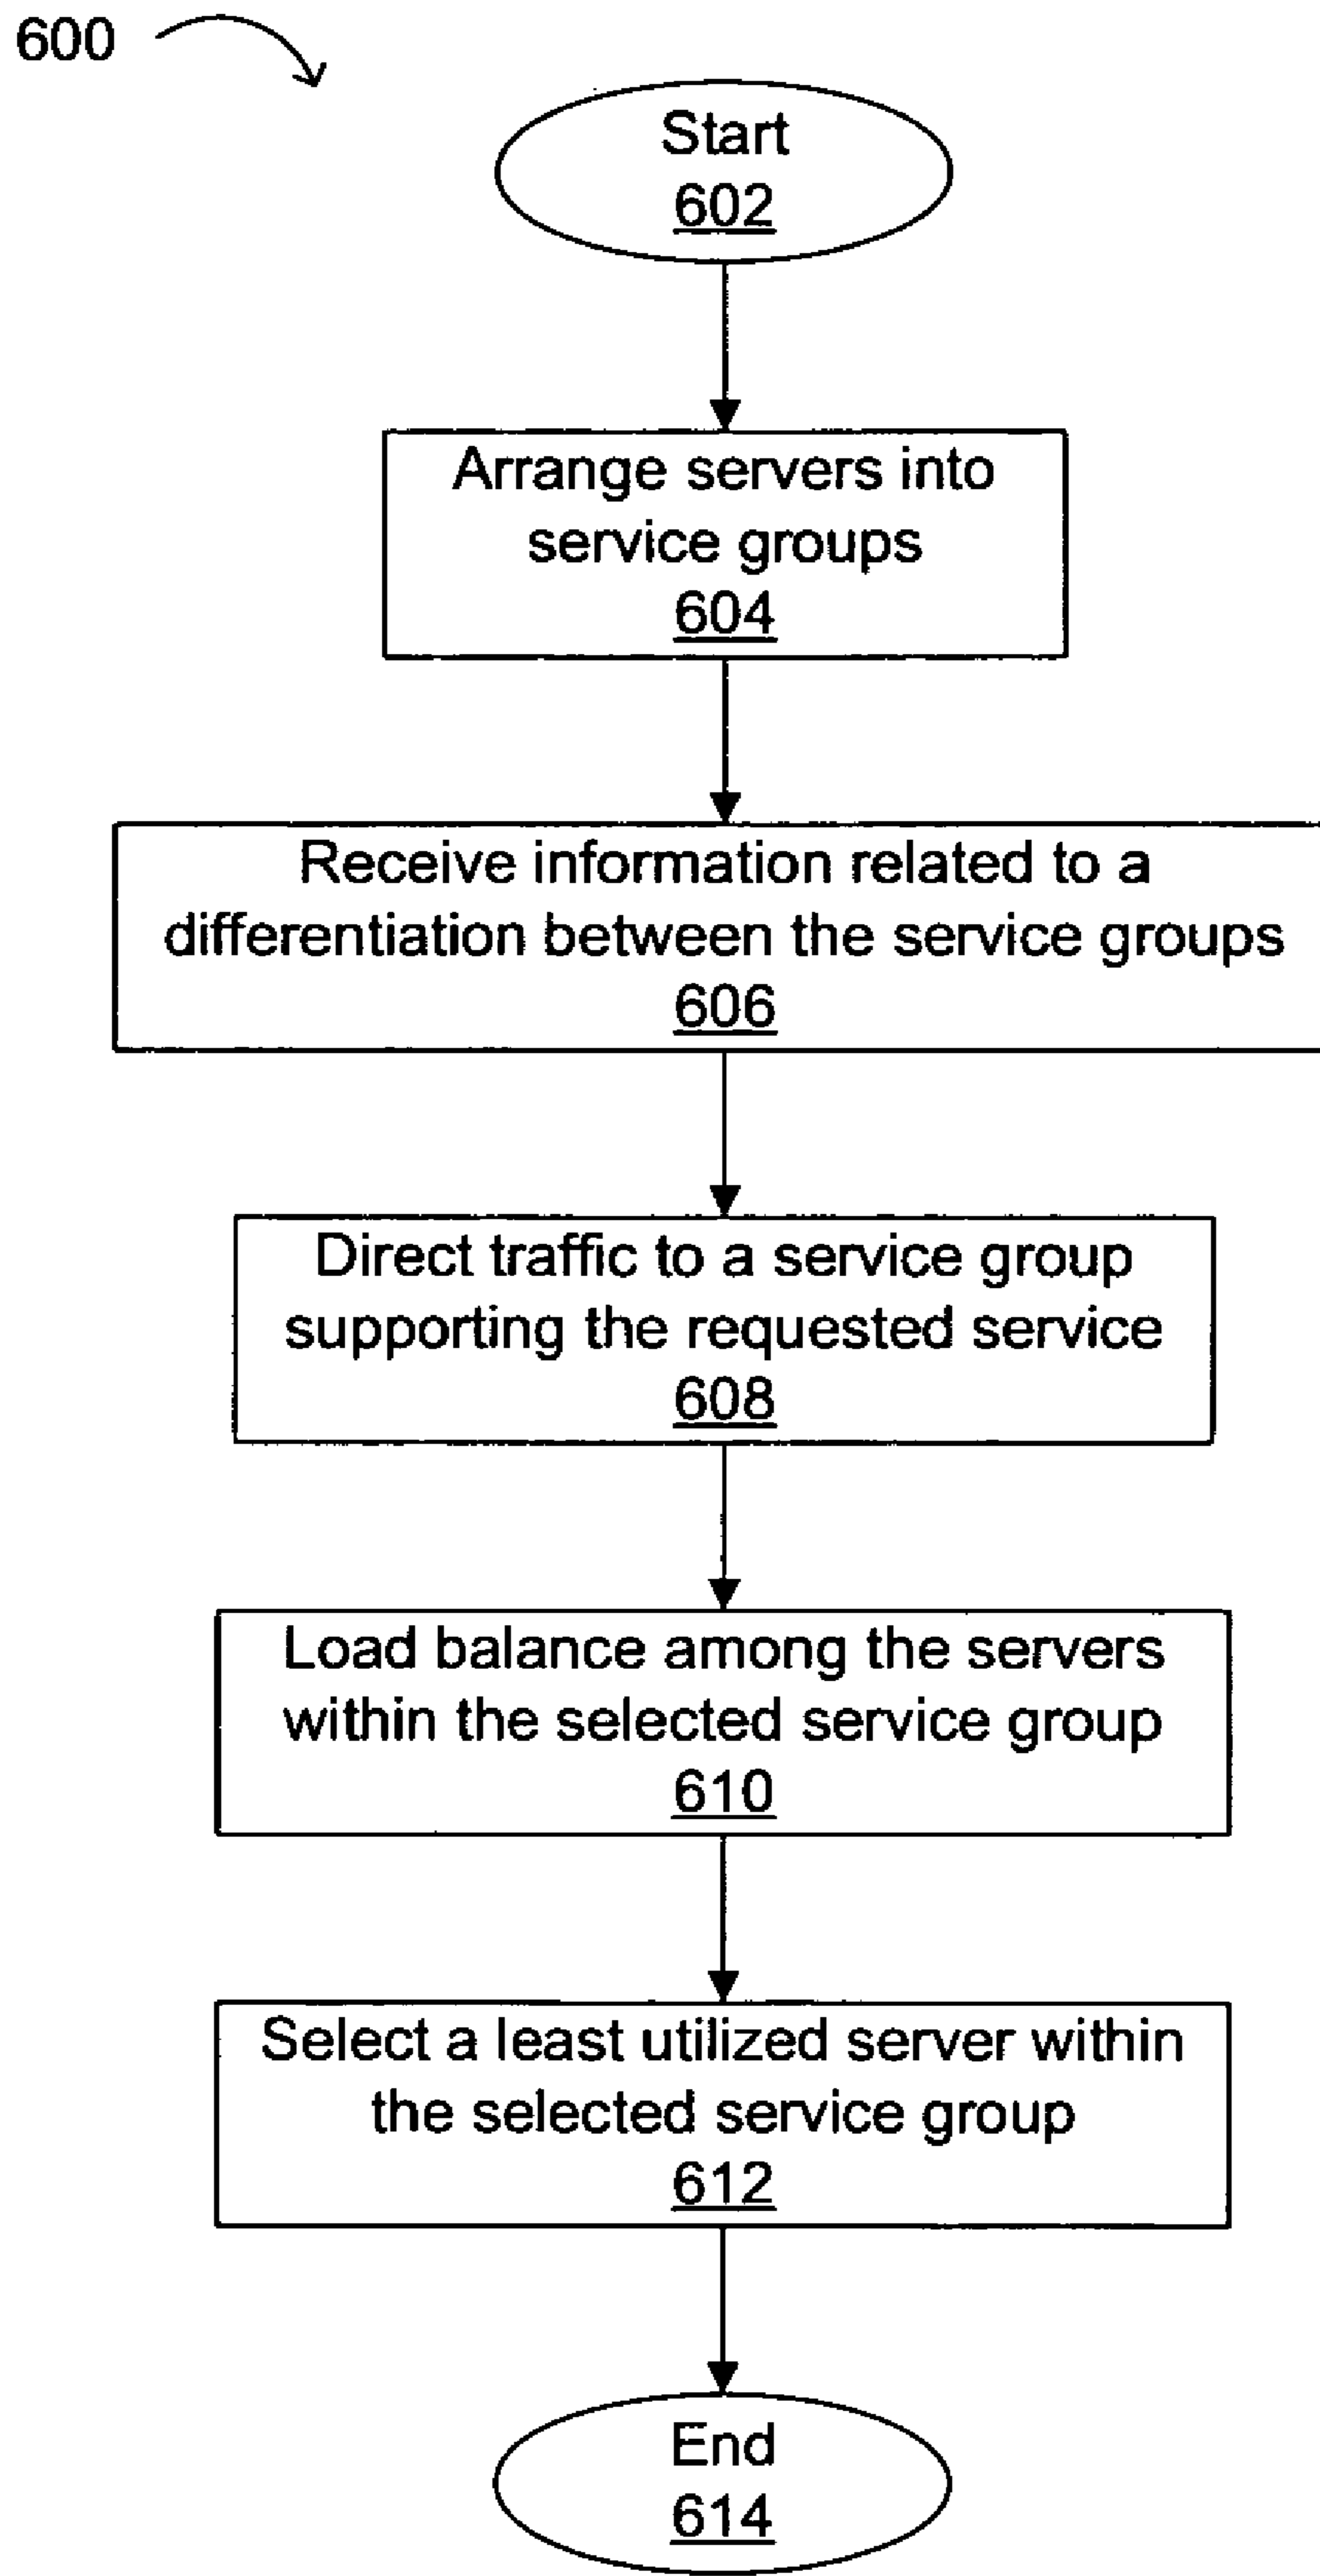 600
Start
602
Arrange servers into
service groups
604
Receive information related to a
differentiation between the service groups
606
Direct traffic to a service group
supporting the requested service
608
Load balance among the servers
within the selected service group
610
Select a least utilized server within
the selected service group
612
End
614